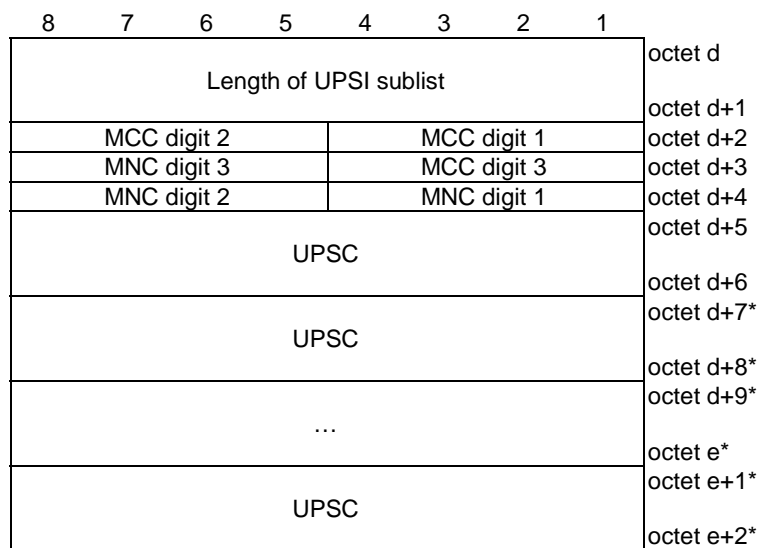 8 7 6 5 4 3 2 1
octet d
Length of UPSI sublist
octet d+1
MCC digit 2 MCC digit 1 octet d+2
MNC digit 3 MCC digit 3 octet d+3
MNC digit 2 MNC digit 1 octet d+4
octet d+5
UPSC
octet d+6
octet d+7*
UPSC
octet d+8*
octet d+9*
…
octet e*
octet e+1*
UPSC
octet e+2*